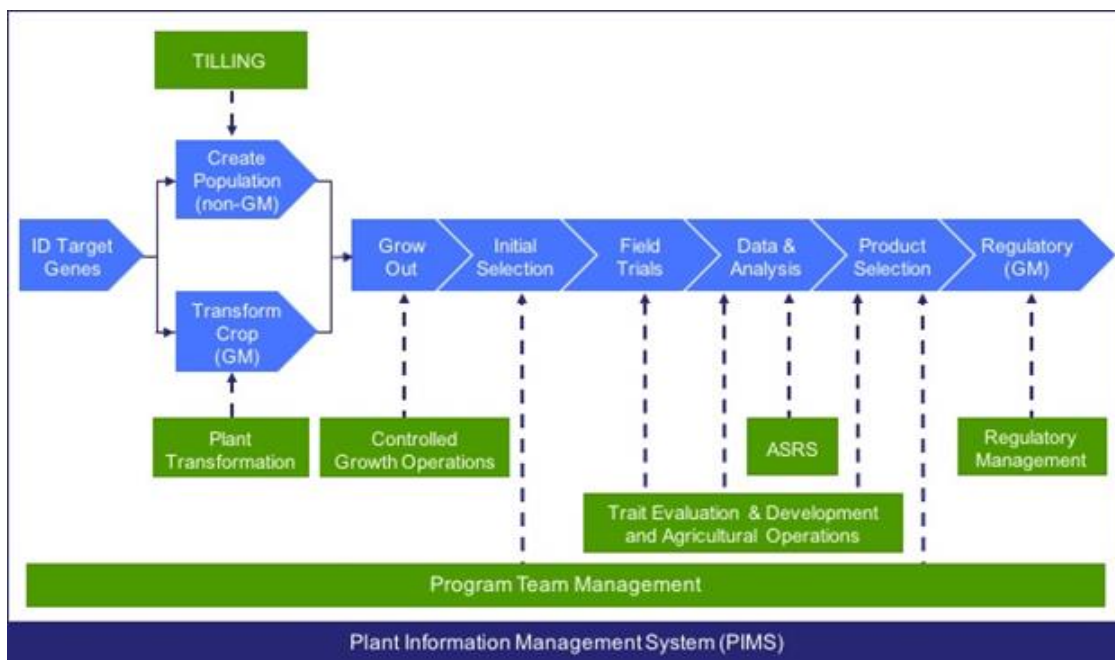 TILLING
Create
Population
(non-GM)
ID Target
Genes
Grow
Out
Initial
Selection
Field
Trials
Data &
Analysis
Product
Selection
Regulatory
(GM)
Transform
Crop
(GM)
Plant
Transformation
Controlled
Growth Operations
ASRS
Regulatory
Management
Trait Evaluation & Development
and Agricultural Operations
Program Team Management
Plant Information Management System (PIMS)